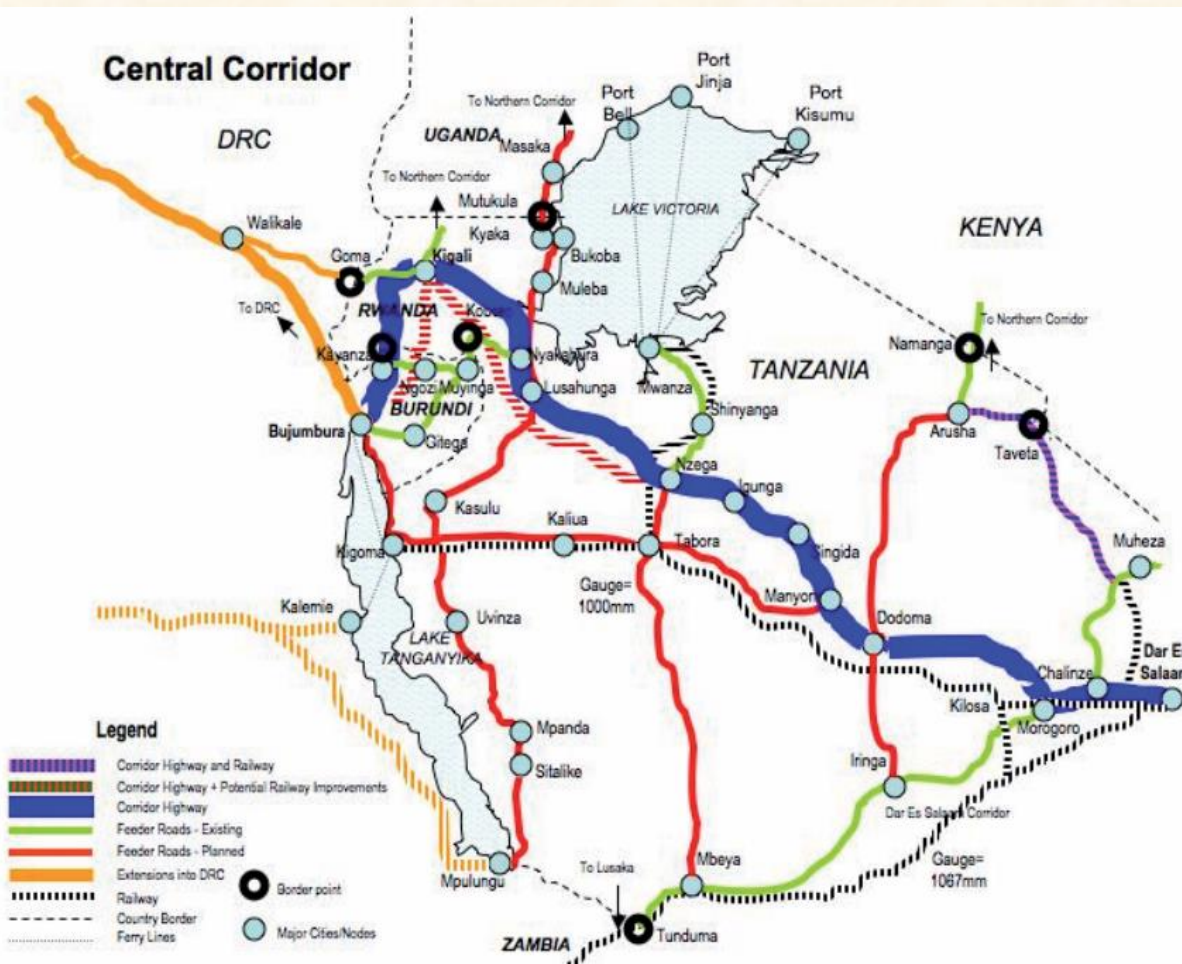 Central Corridor
DRC
To Northern Corridor
UGANDA
Masaka
Port
Bell
Port
Jinja
Port
Kisumu
To Northern Corridor
Mutukula
LAKE VICTORIA
Walikale
Goma
Kigali
Kyaka
Bukoba
KENYA
Muleba
To DRC
RWANDA
To Northern Corridor
Namanga
Kayanza
Ngozi
Muyinga
Nyakahura
Mwanza
TANZANIA
Lusahunga
BURUNDI
Shinyanga
Arusha
Taveta
Bujumbura
Gitega
Nzega
Igunga
Kasulu
Kaliua
Singida
Muheza
Kigoma
Tabora
Gauge=
1000mm
Manyoni
Kalemie
Uvinza
Dodoma
LAKE
TANGANYIKA
Dar Es
Salaam
Chalinze
Kilosa
Morogoro
Mpanda
Iringa
Sitalike
Dar Es Salaam Corridor
Mbeya
Gauge=
1067mm
Mpulungu
To Lusaka
Tunduma
ZAMBIA
Legend
Corridor Highway and Railway
Corridor Highway + Potential Railway Improvements
Corridor Highway
Feeder Roads - Existing
Feeder Roads - Planned
Extensions into DRC
Railway
Country Border
Ferry Lines
Border point
Major Cities/Nodes